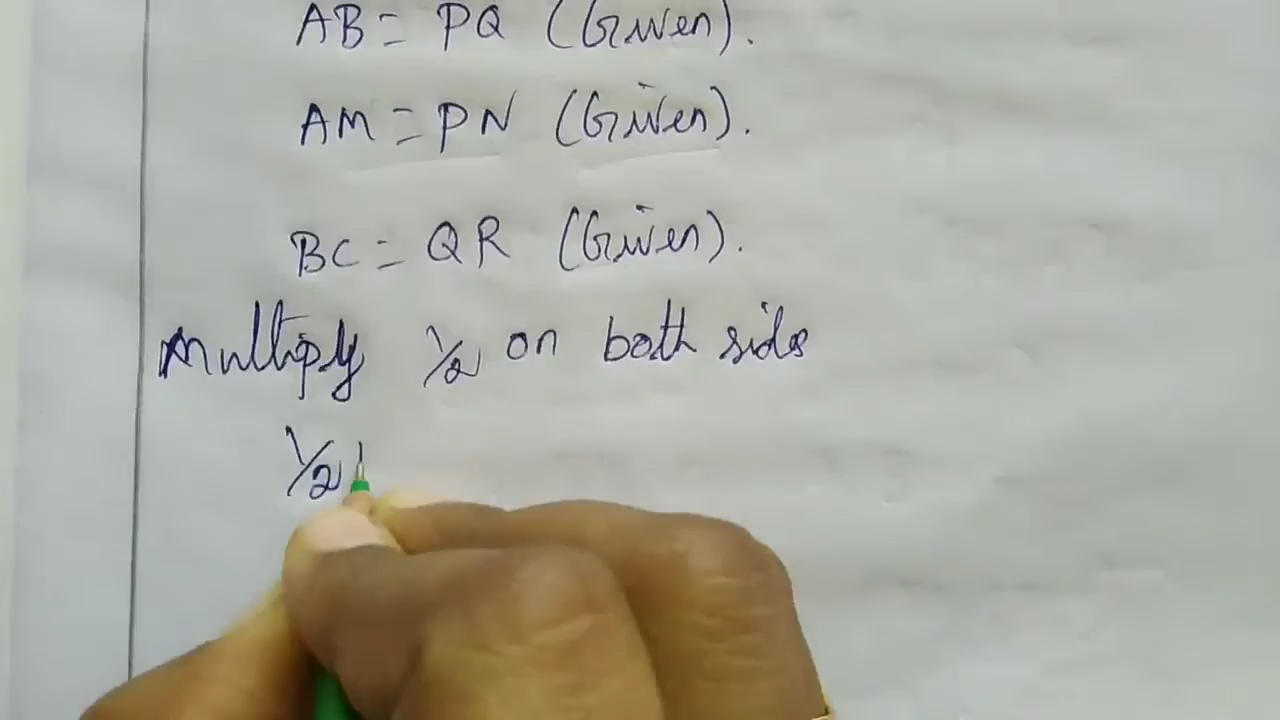 AB = PQ (Given).
AM = PN (Given).
BC = QR (Given).
Multiply 1/2 on both sides
1/2